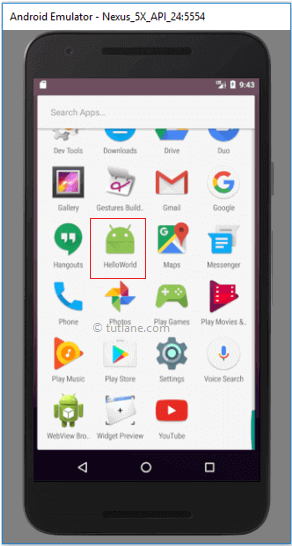 Android Emulator - Nexus_5X_API_24:5554
9:43
Search Apps...
Dev Tools Downloads Drive Duo
Gallery Gestures Build.. Gmail Google
Hangouts HelloWorld Maps Messenger
Phone Photos Play Games Play Movies &..
© tutlane.com
Play Music Play Store Settings Voice Search
WebView Bro.. Widget Preview YouTube